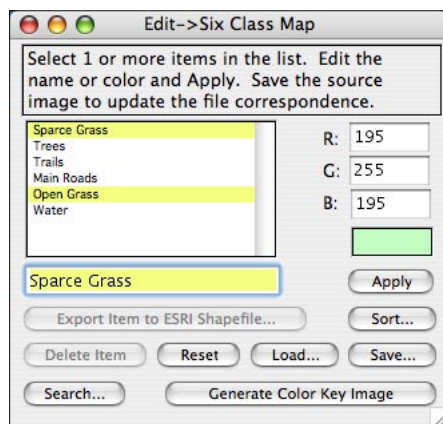 Edit->Six Class Map
Select 1 or more items in the list. Edit the
name or color and Apply. Save the source
image to update the file correspondence.
Sparce Grass
Trees
Trails
Main Roads
Open Grass
Water
R: 195
G: 255
B: 195
Sparce Grass
Apply
Export Item to ESRI Shapefile...
Sort...
Delete Item
Reset
Load...
Save...
Search...
Generate Color Key Image